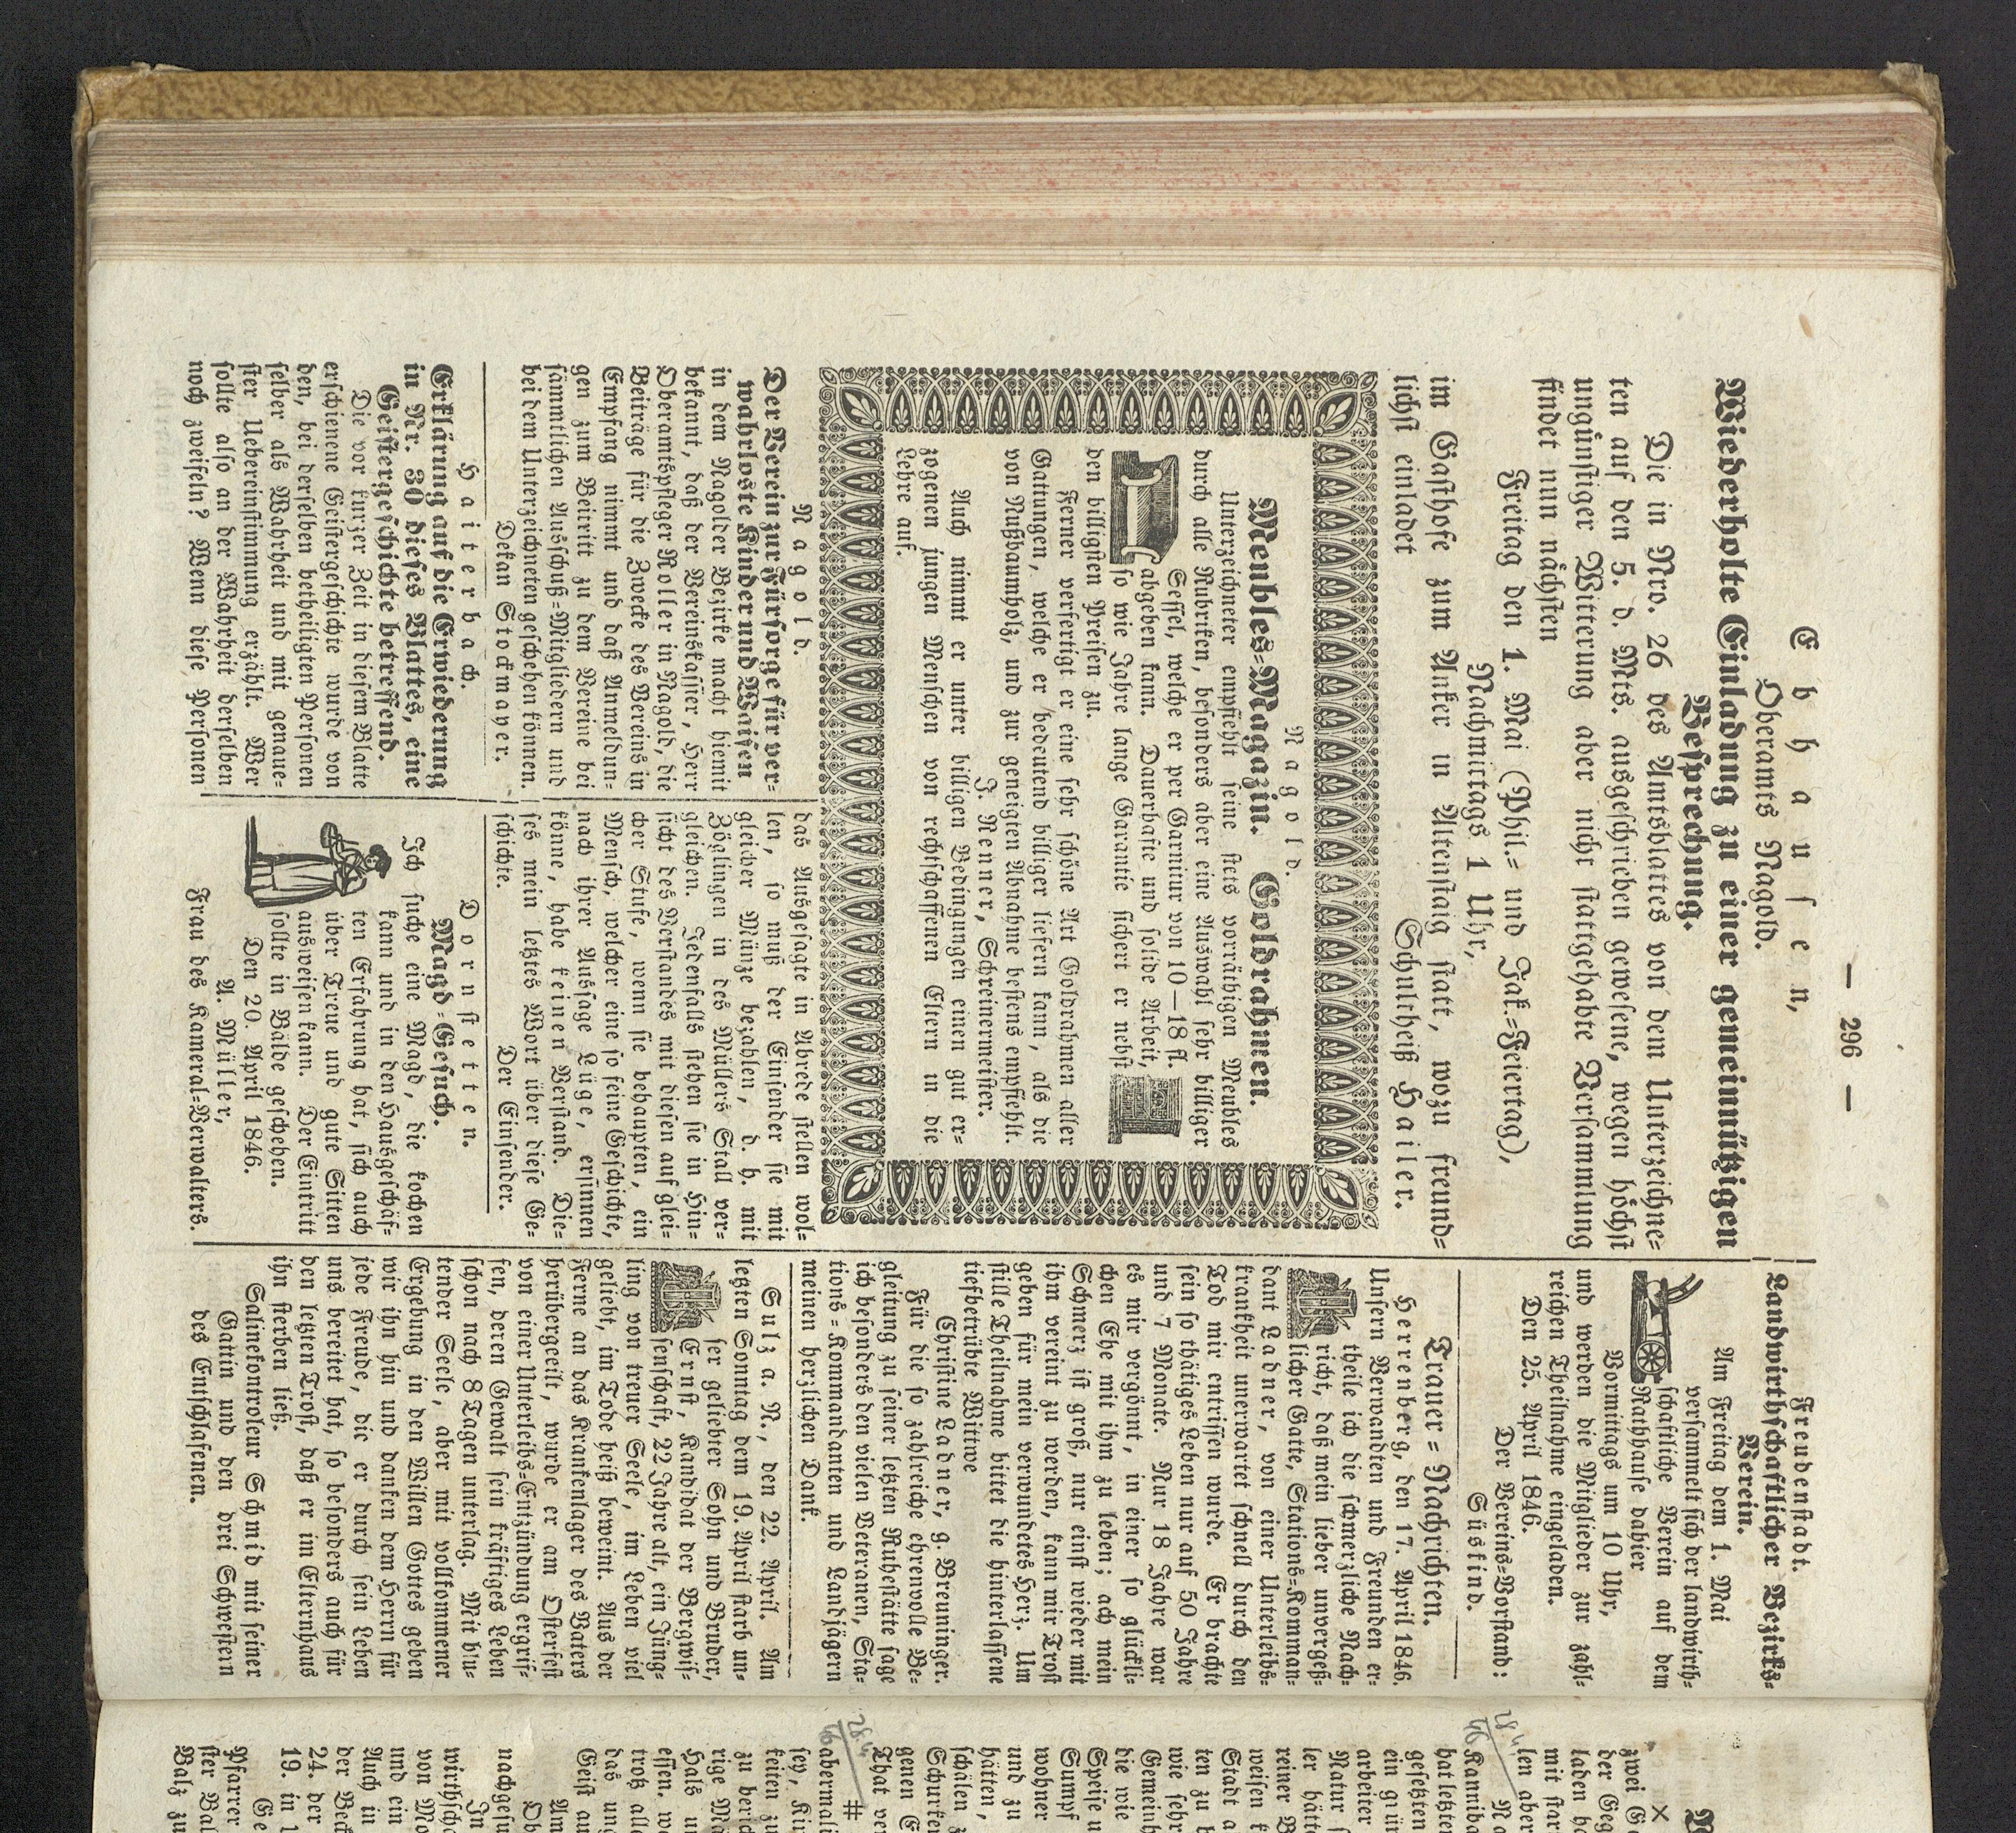 — 296 —
Ebhausen,
Oberamts Nagold.
Wiederholte Einladung zu einer gemeinnützigen
Besprechung.
Die in Nro. 26 des Amtsblattes von dem Unterzeichne-
ten auf den 5. d. Mts. ausgeschrieben gewesene, wegen höchst
ungünstiger Witterung aber nicht stattgehabte Versammlung
findet nun nächsten
Freitag den 1. Mai (Phil.- und Jak.-Feiertag),
Nachmittags 1 Uhr,
im Gasthofe zum Anker in Altenstaig statt, wozu freund-
lichst einladet
Schultheiß Hailer.
Nagold.
Meubles-Magazin. Goldrahmen.
Unterzeichneter empfiehlt seine stets vorräthigen Meubles
durch alle Rubriken, besonders aber eine Auswahl sehr billiger
Sessel, welche er per Garnitur von 10—18 fl.
abgeben kann. Dauerhafte und solide Arbeit,
so wie Jahre lange Garantie sichert er nebst
den billigsten Preisen zu.
Ferner verfertigt er eine sehr schöne Art Goldrahmen aller
Gattungen, welche er bedeutend billiger liefern kann, als die
von Nußbaumholz, und zur geneigten Abnahme bestens empfiehlt.
J. Renner, Schreinermeister.
Auch nimmt er unter billigen Bedingungen einen gut er-
zogenen jungen Menschen von rechtschaffenen Eltern in die
Lehre auf.
Nagold.
Der Verein zur Fürsorge für ver-
wahrloste Kinder und Waisen
in dem Nagolder Bezirke macht hiemit
bekannt, daß der Vereinskassier, Herr
Oberamtspfleger Roller in Nagold, die
Beiträge für die Zwecke des Vereins in
Empfang nimmt und daß Anmeldun-
gen zum Beitritt zu dem Vereine bei
sämmtlichen Ausschuß-Mitgliedern und
bei dem Unterzeichneten geschehen können.
Dekan Stockmayer.
Haiterbach.
Erklärung auf die Erwiederung
in Nr. 30 dieses Blattes, eine
Geistergeschichte betreffend.
Die vor kurzer Zeit in diesem Blatte
erschienene Geistergeschichte wurde von
den, bei derselben betheiligten Personen
selber als Wahrheit und mit genaue-
ster Uebereinstimmung erzählt. Wer
sollte also an der Wahrheit derselben
noch zweifeln? Wenn diese Personen
das Ausgesagte in Abrede stellen wol-
len, so muß der Einsender sie mit
gleicher Münze bezahlen, d. h. mit
Zöglingen in des Müllers Stall ver-
gleichen. Jedenfalls stehen sie in Hin-
sicht des Verstandes mit diesen auf glei-
cher Stufe, wenn sie behaupten, ein
Mensch, welcher eine so feine Geschichte,
nach ihrer Aussage Lüge, ersinnen
könne, habe keinen Verstand. Die-
ses mein letztes Wort über diese Ge-
schichte.
Der Einsender.
Dornstetten.
Magd-Gesuch.
Ich suche eine Magd, die kochen
kann und in den Hausgeschäf-
ten Erfahrung hat, sich auch
über Treue und gute Sitten
ausweisen kann. Der Eintritt
sollte in Bälde geschehen.
Den 20. April 1846.
A. Müller,
Frau des Kameral-Verwalters.
Freudenstadt.
Landwirthschaftlicher Bezirks-
Verein.
Am Freitag dem 1. Mai
versammelt sich der landwirth-
schaftliche Verein auf dem
Rathhause dahier
Vormittags um 10 Uhr,
und werden die Mitglieder zur zahl-
reichen Theilnahme eingeladen.
Den 25. April 1846.
Der Vereins-Vorstand:
Süskind.
Trauer-Nachrichten.
Herrenberg, den 17. April 1846.
Unsern Verwandten und Freunden er-
theile ich die schmerzliche Nach-
richt, daß mein lieber unvergeß-
licher Gatte, Stations-Komman-
dant Ladner, von einer Unterleibs-
krankheit unerwartet schnell durch den
Tod mir entrissen wurde. Er brachte
sein so thätiges Leben nur auf 50 Jahre
und 7 Monate. Nur 18 Jahre war
es mir vergönnt, in einer so glückli-
chen Ehe mit ihm zu leben; ach mein
Schmerz ist groß, nur einst wieder mit
ihm vereint zu werden, kann mir Trost
geben für mein verwundetes Herz. Um
stille Theilnahme bittet die hinterlassene
tiefbetrübte Wittwe
Christine Ladner, g. Breuninger.
Für die so zahlreiche ehrenvolle Be-
gleitung zu seiner letzten Ruhestätte sage
ich besonders den vielen Veteranen, Sta-
tions-Kommandanten und Landjägern
meinen herzlichen Dank.
Sulz a. N., den 22. April. Am
letzten Sonntag dem 19. April starb un-
ser geliebter Sohn und Bruder,
Ernst, Kandidat der Bergwis-
senschaft, 22 Jahre alt, ein Jüng-
ling von treuer Seele, im Leben viel
geliebt, im Tode heiß beweint. Aus der
Ferne an das Krankenlager des Vaters
herübergeeilt, wurde er am Osterfest
von einer Unterleibs-Entzündung ergrif-
fen, deren Gewalt sein kräftiges Leben
schon nach 8 Tagen unterlag. Mit blu-
tender Seele, aber mit vollkommener
Ergebung in den Willen Gottes geben
wir ihn hin und danken dem Herrn für
jede Freude, die er durch sein Leben
uns bereitet hat, so besonders auch für
den letzten Trost, daß er im Elternhaus
ihn sterben ließ.
Salinekontroleur Schmid mit seiner
Gattin und den drei Schwestern
des Entschlafenen.